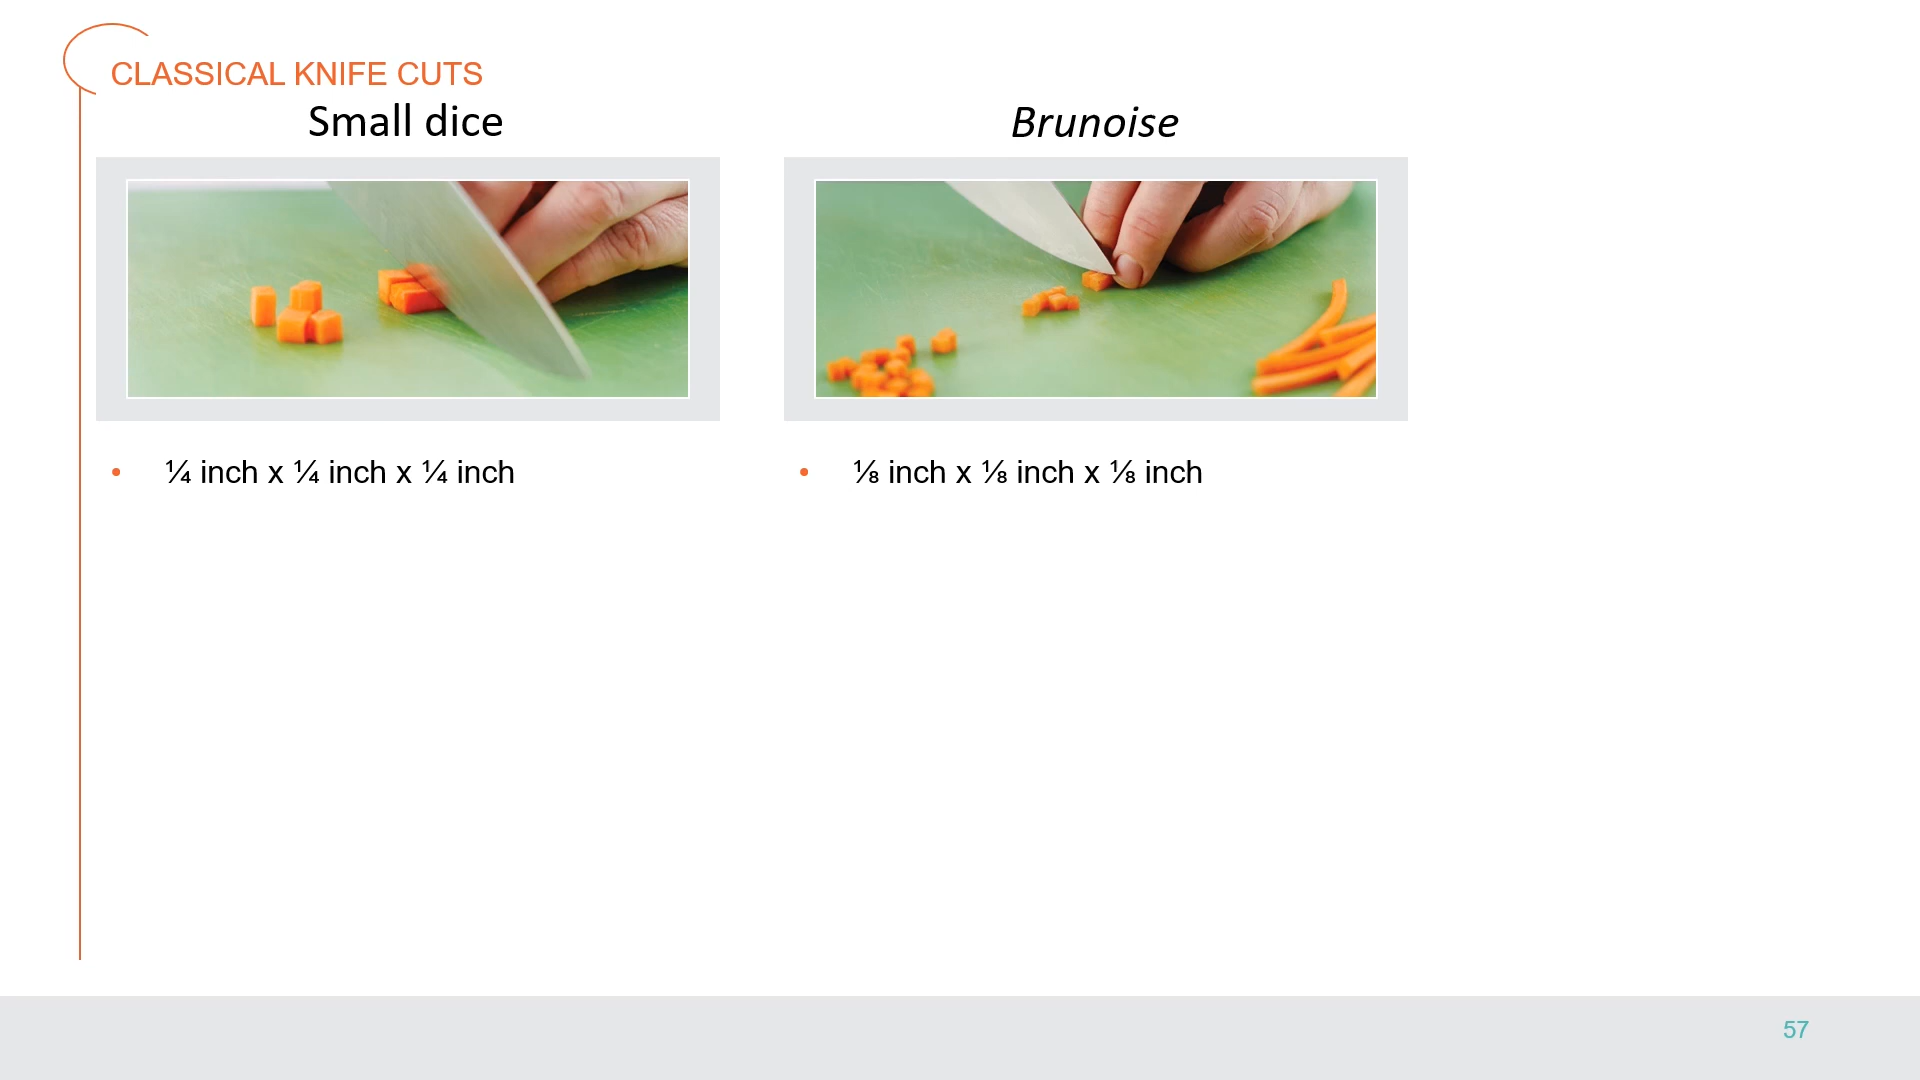 CLASSICAL KNIFE CUTS
Small dice
Brunoise
• ¼ inch x ¼ inch x ¼ inch
• ⅛ inch x ⅛ inch x ⅛ inch
57